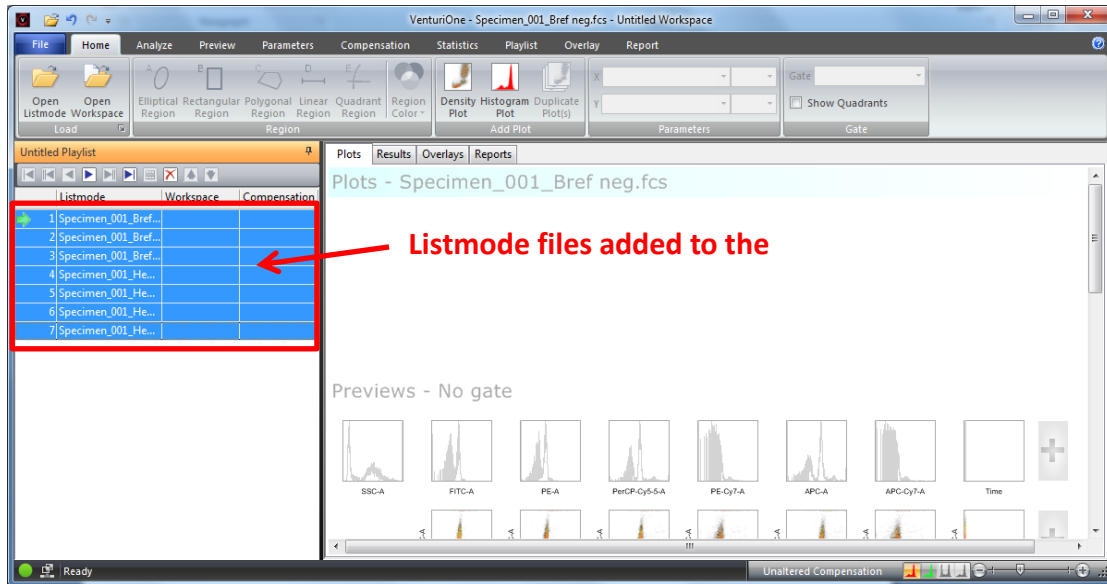 VenturiOne - Specimen_001_Bref neg.fcs - Untitled Workspace
File Home Analyze Preview Parameters Compensation Statistics Playlist Overlay Report
Open Listmode
Open Workspace
Load
A
Elliptical Region
B
Rectangular Region
C
Polygonal Region
D
Linear Region
E
Quadrant Region
Region Color
Region
Density Plot
Histogram Plot
Duplicate Plot(s)
Add Plot
X
Y
Parameters
Gate
Show Quadrants
Gate
Untitled Playlist
Listmode Workspace Compensation
1 Specimen_001_Bref...
2 Specimen_001_Bref...
3 Specimen_001_Bref...
4 Specimen_001_He...
5 Specimen_001_He...
6 Specimen_001_He...
7 Specimen_001_He...
Plots Results Overlays Reports
Plots - Specimen_001_Bref neg.fcs
Listmode files added to the
Previews - No gate
SSC-A FITC-A PE-A PerCP-Cy5-5-A PE-Cy7-A APC-A APC-Cy7-A Time
Ready
Unaltered Compensation